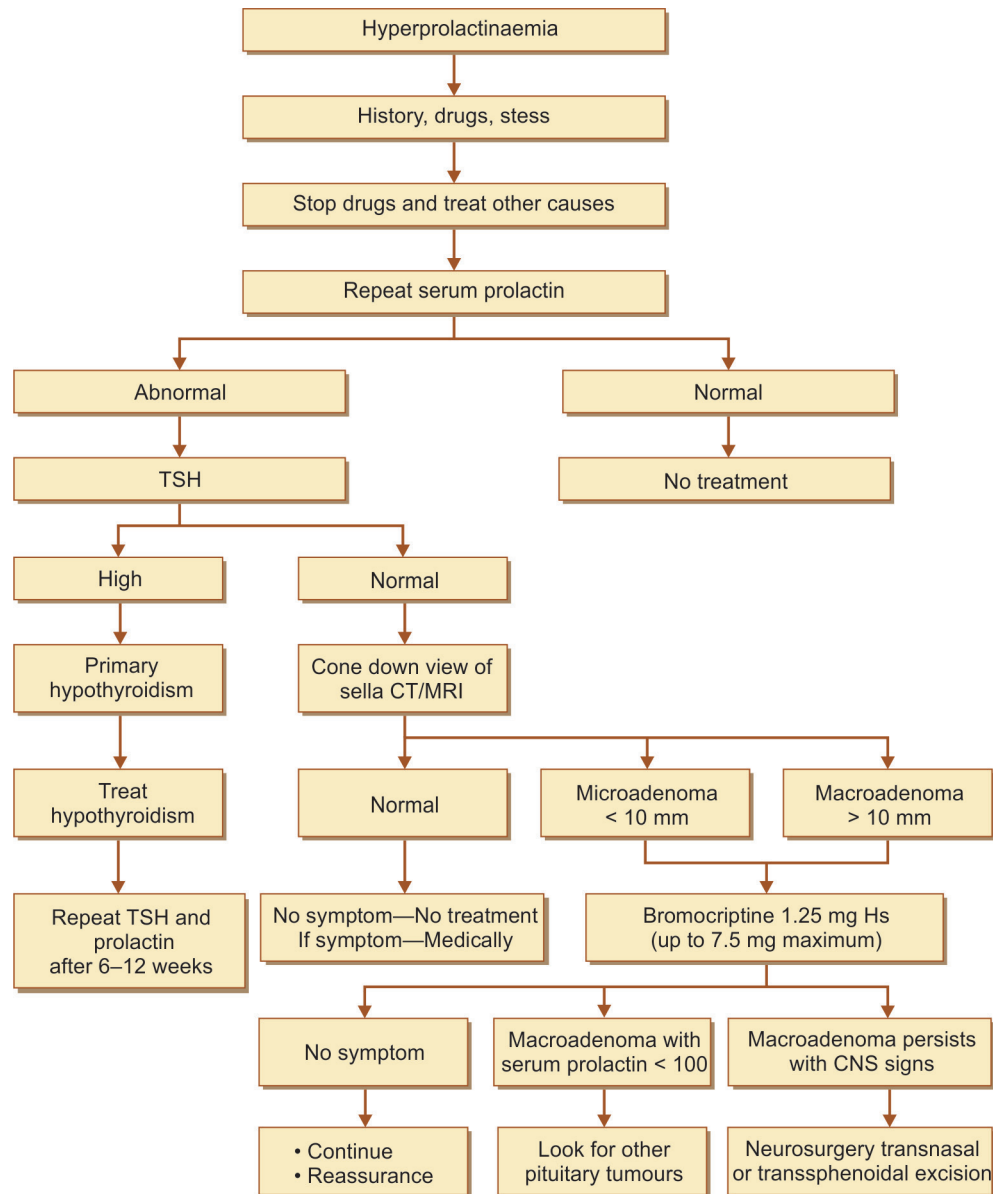 Hyperprolactinaemia
History, drugs, stess
Stop drugs and treat other causes
Repeat serum prolactin
Abnormal
Normal
TSH
No treatment
High
Normal
Primary
hypothyroidism
Cone down view of
sella CT/MRI
Treat
hypothyroidism
Normal
Microadenoma
< 10 mm
Macroadenoma
> 10 mm
Repeat TSH and
prolactin
after 6–12 weeks
No symptom—No treatment
If symptom—Medically
Bromocriptine 1.25 mg Hs
(up to 7.5 mg maximum)
No symptom
Macroadenoma with
serum prolactin < 100
Macroadenoma persists
with CNS signs
• Continue
• Reassurance
Look for other
pituitary tumours
Neurosurgery transnasal
or transsphenoidal excision